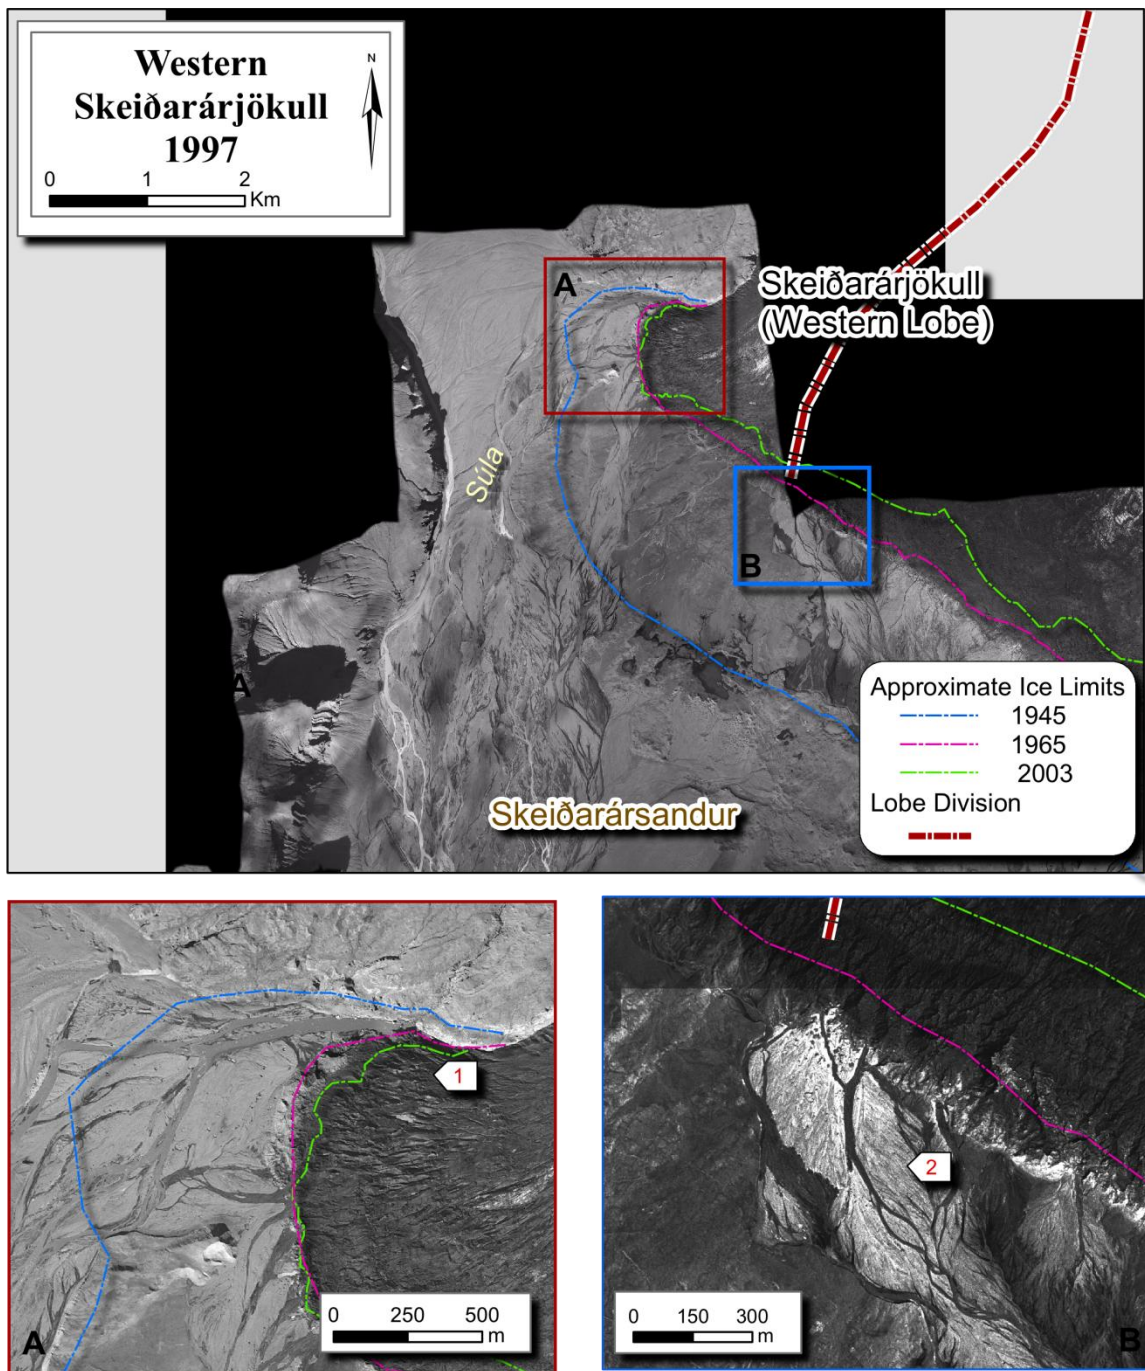 Western
Skeiðarárjökull
1997
N
0 1 2
Km
A
Skeiðarárjökull
(Western Lobe)
Súla
B
A
Approximate Ice Limits
1945
1965
2003
Lobe Division
Skeiðarársandur
1
0 250 500
m
A
2
0 150 300
m
B